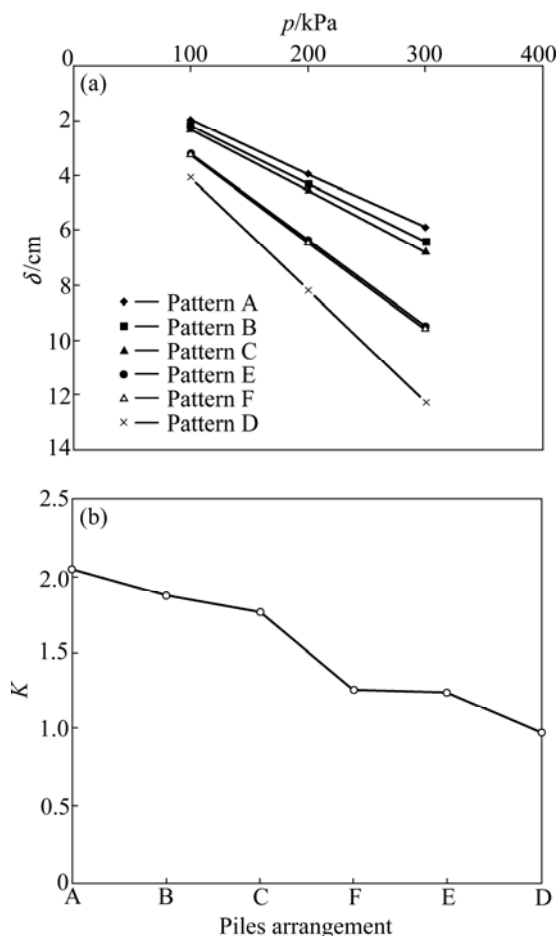 p/kPa
0 100 200 300 400
(a)
2
4
6
8
10
12
14
δ/cm
Pattern A
Pattern B
Pattern C
Pattern E
Pattern F
Pattern D
(b)
2.5
2.0
1.5
1.0
0.5
0
K
A B C F E D
Piles arrangement